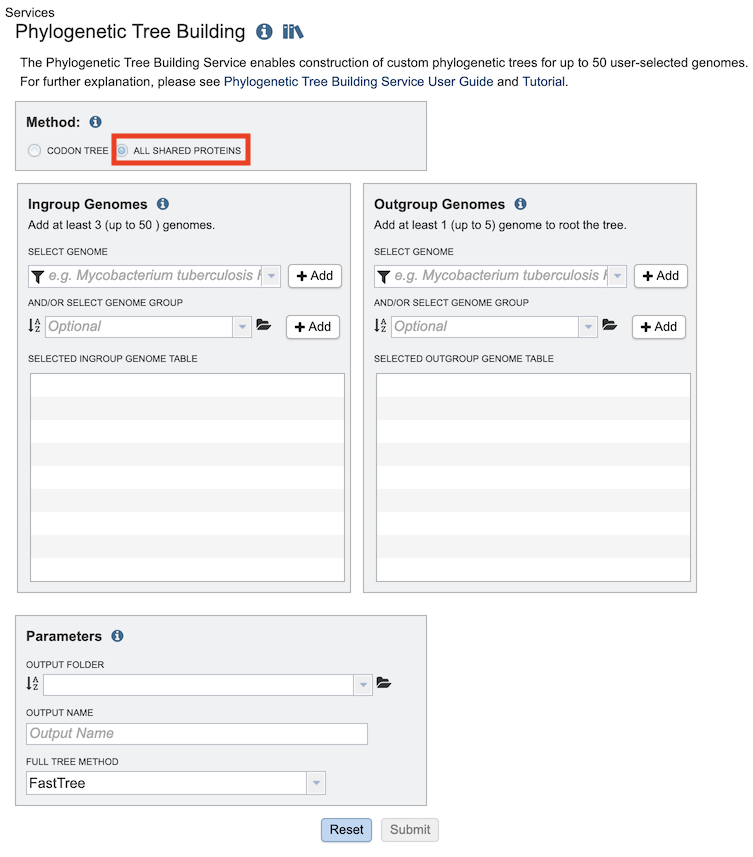 Services
Phylogenetic Tree Building
The Phylogenetic Tree Building Service enables construction of custom phylogenetic trees for up to 50 user-selected genomes.
For further explanation, please see Phylogenetic Tree Building Service User Guide and Tutorial.
Method:
CODON TREE ALL SHARED PROTEINS
Ingroup Genomes
Add at least 3 (up to 50 ) genomes.
SELECT GENOME
e.g. Mycobacterium tuberculosis
+ Add
AND/OR SELECT GENOME GROUP
Optional
+ Add
SELECTED INGROUP GENOME TABLE
Outgroup Genomes
Add at least 1 (up to 5) genome to root the tree.
SELECT GENOME
e.g. Mycobacterium tuberculosis
+ Add
AND/OR SELECT GENOME GROUP
Optional
+ Add
SELECTED OUTGROUP GENOME TABLE
Parameters
OUTPUT FOLDER
OUTPUT NAME
Output Name
FULL TREE METHOD
FastTree
Reset Submit